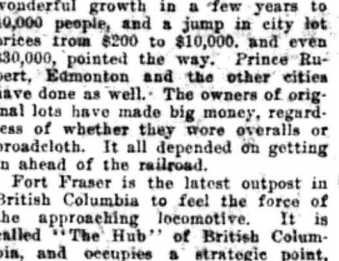 wonderful growth in a few years to
0,000 people, and a jump in city lot
prices from $200 to $10,000. and even
$30,000, pointed the way. Prince Ru-
pert, Edmonton and the other cities
have done as well. The owners of orig-
nal lots have made big money, regard-
ess of whether they wore overalls or
broadcloth. It all depended on getting
n ahead of the railroad.
Fort Fraser is the latest outpost in
British Columbia to feel the force of
the approaching locomotive. It is
called "The Hub" of British Colum-
bia, and occupies a strategic point,